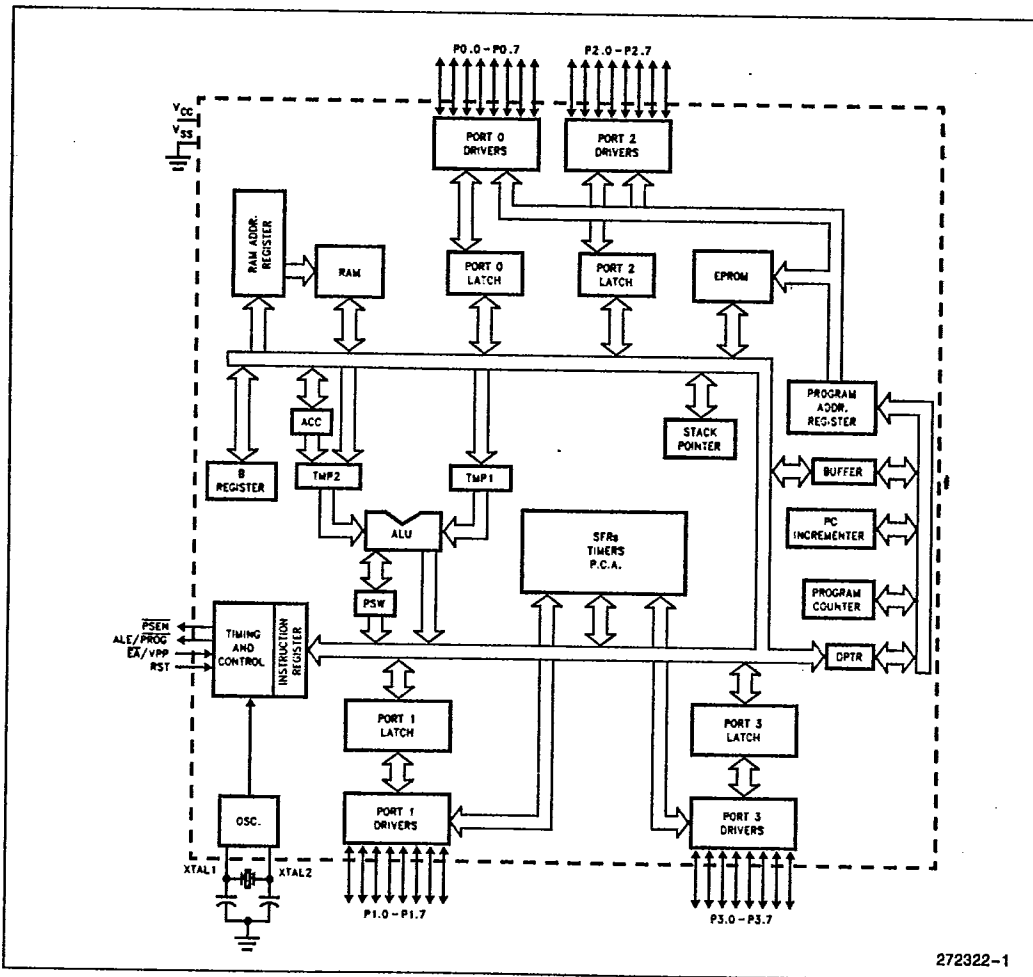 P0.0-P0.7
P2.0-P2.7
VCC
VSS
PORT 0
DRIVERS
PORT 2
DRIVERS
RAM ADDR.
REGISTER
RAM
PORT 0
LATCH
PORT 2
LATCH
EPROM
PROGRAM
ADDR.
REGISTER
ACC
STACK
POINTER
B
REGISTER
TMP2
TMP1
BUFFER
ALU
SFRs
TIMERS
P.C.A.
PC
INCREMENTER
PSW
PROGRAM
COUNTER
PSEN
ALE/PROG
EA/VPP
RST
TIMING
AND
CONTROL
INSTRUCTION
REGISTER
DPTR
PORT 1
LATCH
PORT 3
LATCH
OSC.
PORT 1
DRIVERS
PORT 3
DRIVERS
XTAL1
XTAL2
P1.0-P1.7
P3.0-P3.7
272322-1